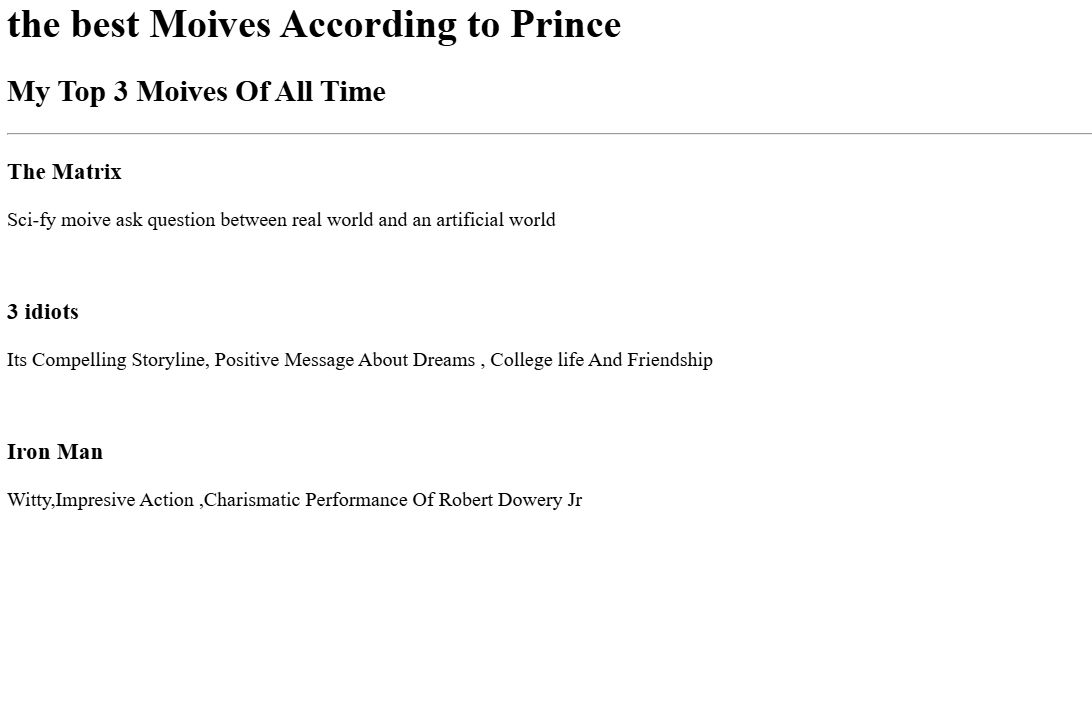 the best Moives According to Prince
My Top 3 Moives Of All Time
The Matrix
Sci-fy moive ask question between real world and an artificial world
3 idiots
Its Compelling Storyline, Positive Message About Dreams , College life And Friendship
Iron Man
Witty,Impresive Action ,Charismatic Performance Of Robert Dowery Jr